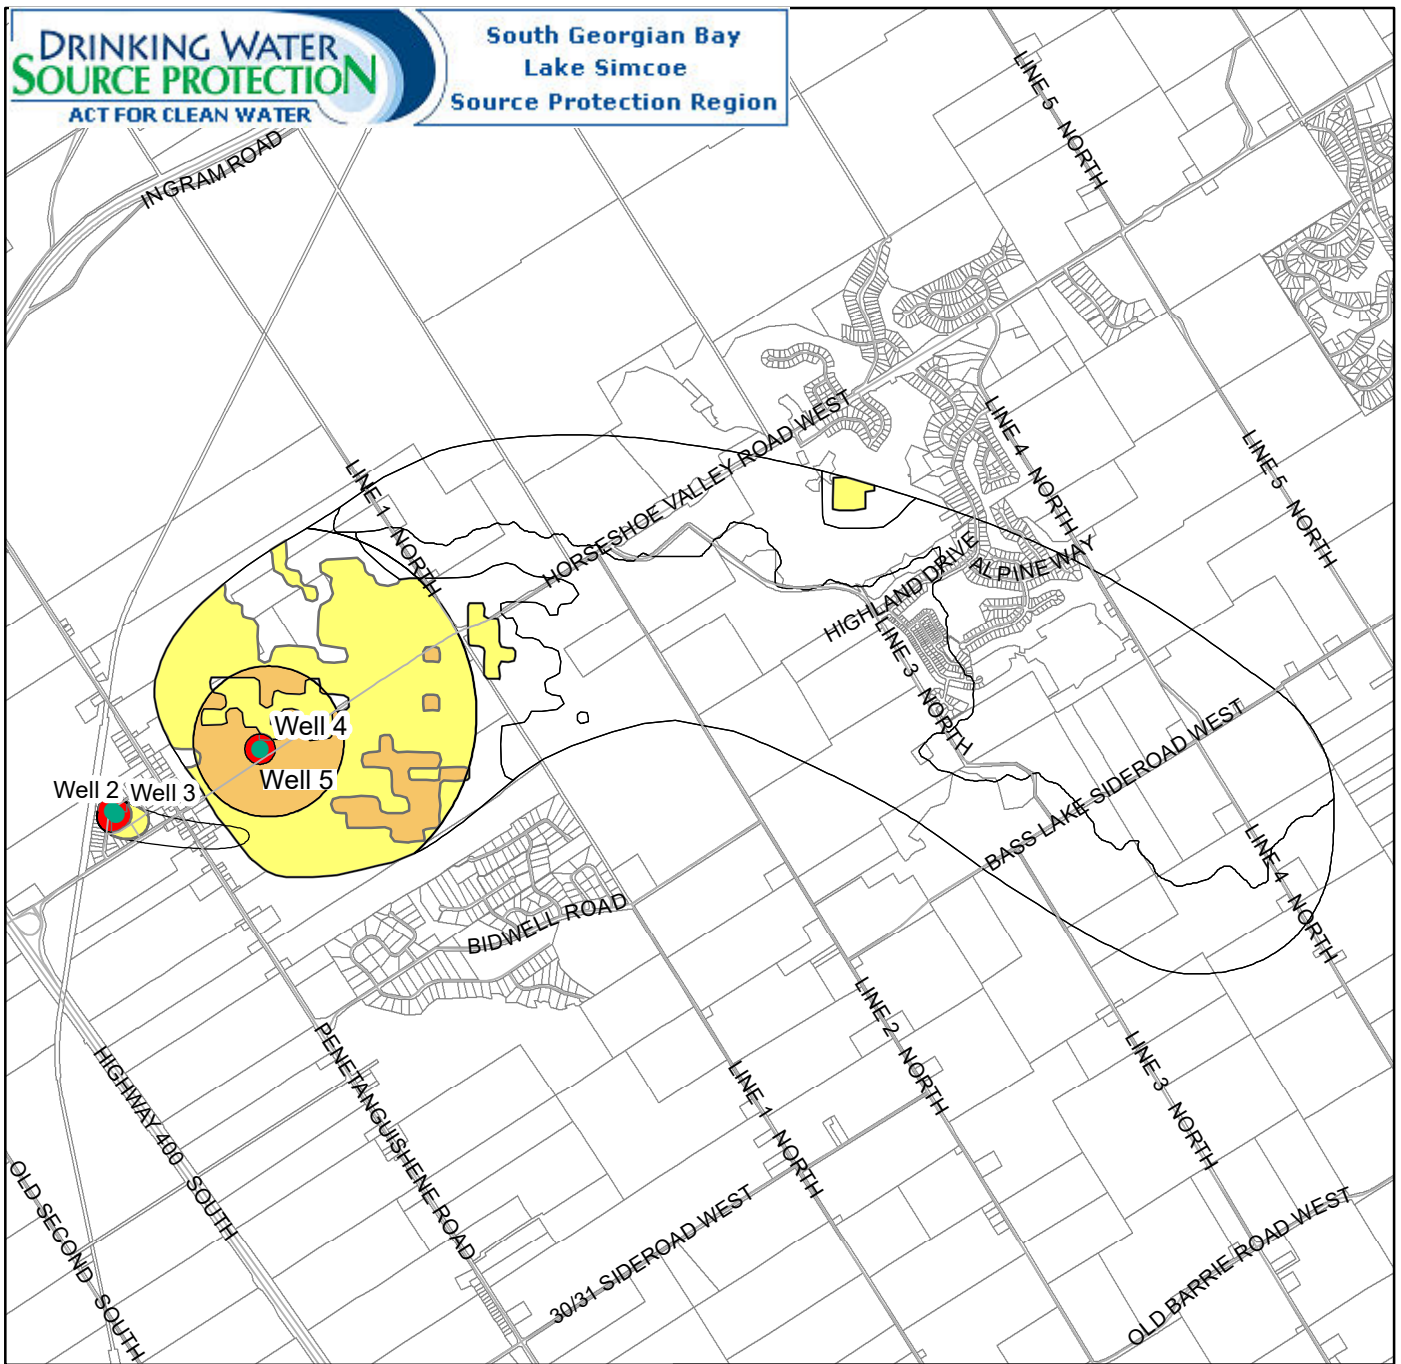 DRINKING WATER
SOURCE PROTECTION
ACT FOR CLEAN WATER
South Georgian Bay
Lake Simcoe
Source Protection Region
INGRAM ROAD
LINE 5 NORTH
LINE 1 NORTH
HORSESHOE VALLEY ROAD WEST
LINE 4 NORTH
LINE 5 NORTH
HIGHLAND DRIVE
ALPINE WAY
LINE 3 NORTH
Well 4
Well 5
Well 2
Well 3
BASS LAKE SIDEROAD WEST
LINE 4 NORTH
BIDWELL ROAD
LINE 2 NORTH
HIGHWAY 400 SOUTH
PENETANGUISHENE ROAD
LINE 1 NORTH
LINE 3 NORTH
OLD SECOND SOUTH
30/31 SIDEROAD WEST
OLD BARRIE ROAD WEST